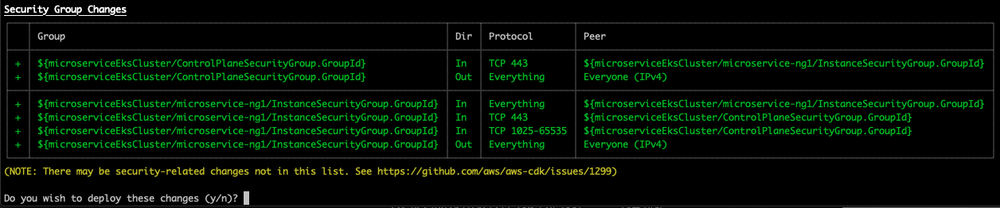 Security Group Changes
Group Dir Protocol Peer
+ ${microserviceEksCluster/ControlPlaneSecurityGroup.GroupId} In TCP 443 ${microserviceEksCluster/microservice-ng1/InstanceSecurityGroup.GroupId}
+ ${microserviceEksCluster/ControlPlaneSecurityGroup.GroupId} Out Everything Everyone (IPv4)
+ ${microserviceEksCluster/microservice-ng1/InstanceSecurityGroup.GroupId} In Everything ${microserviceEksCluster/microservice-ng1/InstanceSecurityGroup.GroupId}
+ ${microserviceEksCluster/microservice-ng1/InstanceSecurityGroup.GroupId} In TCP 443 ${microserviceEksCluster/ControlPlaneSecurityGroup.GroupId}
+ ${microserviceEksCluster/microservice-ng1/InstanceSecurityGroup.GroupId} In TCP 1025-65535 ${microserviceEksCluster/ControlPlaneSecurityGroup.GroupId}
+ ${microserviceEksCluster/microservice-ng1/InstanceSecurityGroup.GroupId} Out Everything Everyone (IPv4)
(NOTE: There may be security-related changes not in this list. See https://github.com/aws/aws-cdk/issues/1299)
Do you wish to deploy these changes (y/n)?